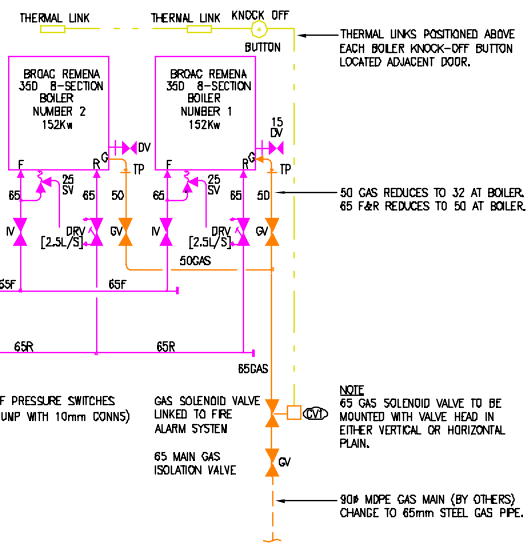 THERMAL LINK
THERMAL LINK
KNOCK OFF
BUTTON
THERMAL LINKS POSITIONED ABOVE
EACH BOILER KNOCK-OFF BUTTON
LOCATED ADJACENT DOOR.
BROAG REMENA
35D 8-SECTION
BOILER
NUMBER 2
152Kw
BROAG REMENA
35D 8-SECTION
BOILER
NUMBER 1
152Kw
15
DV
DV
F
R
G
TP
F
R
G
TP
25
SV
25
SV
65
65
50
65
65
50
50 GAS REDUCES TO 32 AT BOILER.
65 F&R REDUCES TO 50 AT BOILER.
IV
DRV
[2.5L/S]
GV
IV
DRV
[2.5L/S]
GV
50GAS
65F
65F
65R
65R
65GAS
F PRESSURE SWITCHES
UMP WITH 10mm CONNS)
GAS SOLENOID VALVE
LINKED TO FIRE
ALARM SYSTEM
CV1
NOTE
65 GAS SOLENOID VALVE TO BE
MOUNTED WITH VALVE HEAD IN
EITHER VERTICAL OR HORIZONTAL
PLAIN.
65 MAIN GAS
ISOLATION VALVE
GV
90ø MDPE GAS MAIN (BY OTHERS)
CHANGE TO 65mm STEEL GAS PIPE.